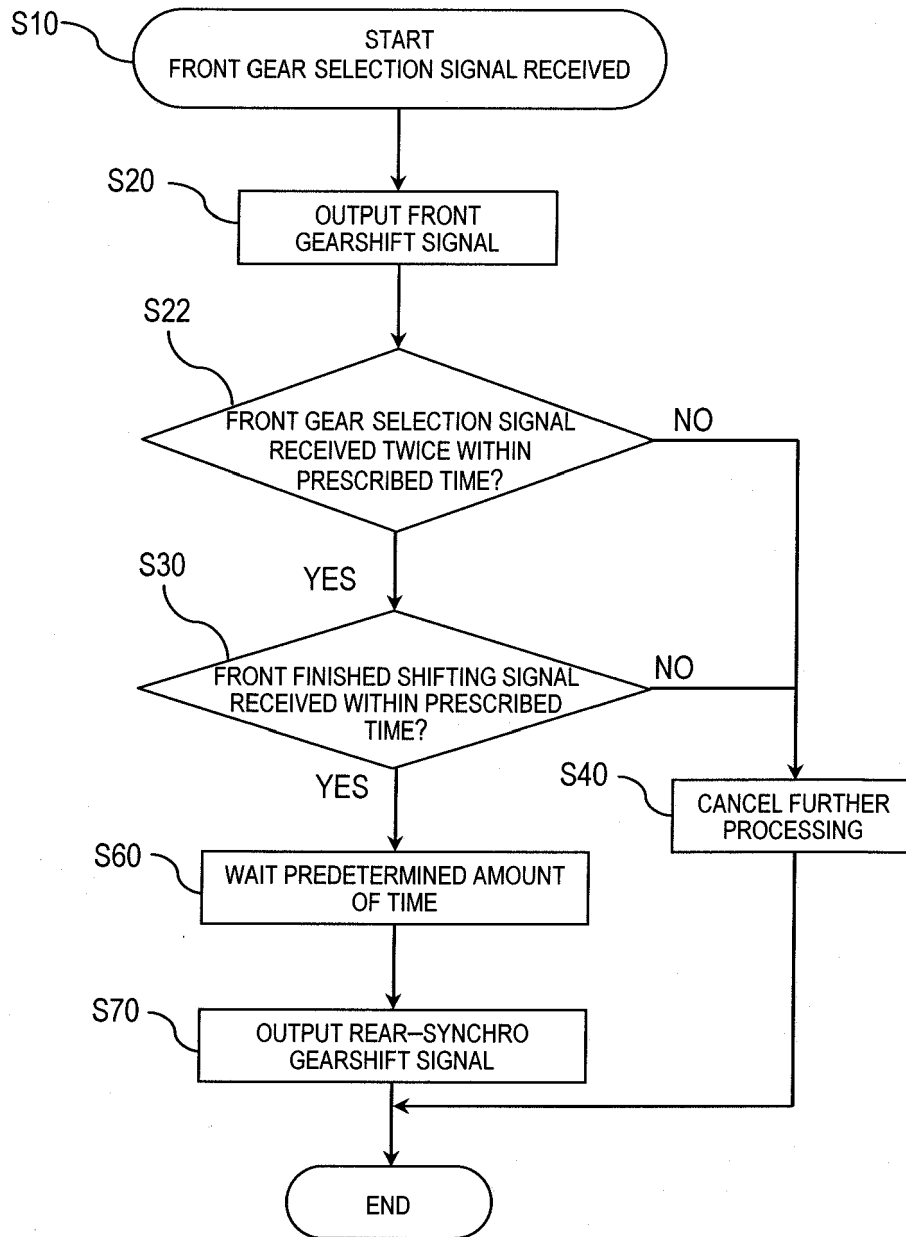 S10
START
FRONT GEAR SELECTION SIGNAL RECEIVED
S20
OUTPUT FRONT
GEARSHIFT SIGNAL
S22
FRONT GEAR SELECTION SIGNAL
RECEIVED TWICE WITHIN
PRESCRIBED TIME?
NO
YES
S30
FRONT FINISHED SHIFTING SIGNAL
RECEIVED WITHIN PRESCRIBED
TIME?
NO
YES
S40
CANCEL FURTHER
PROCESSING
S60
WAIT PREDETERMINED AMOUNT
OF TIME
S70
OUTPUT REAR–SYNCHRO
GEARSHIFT SIGNAL
END